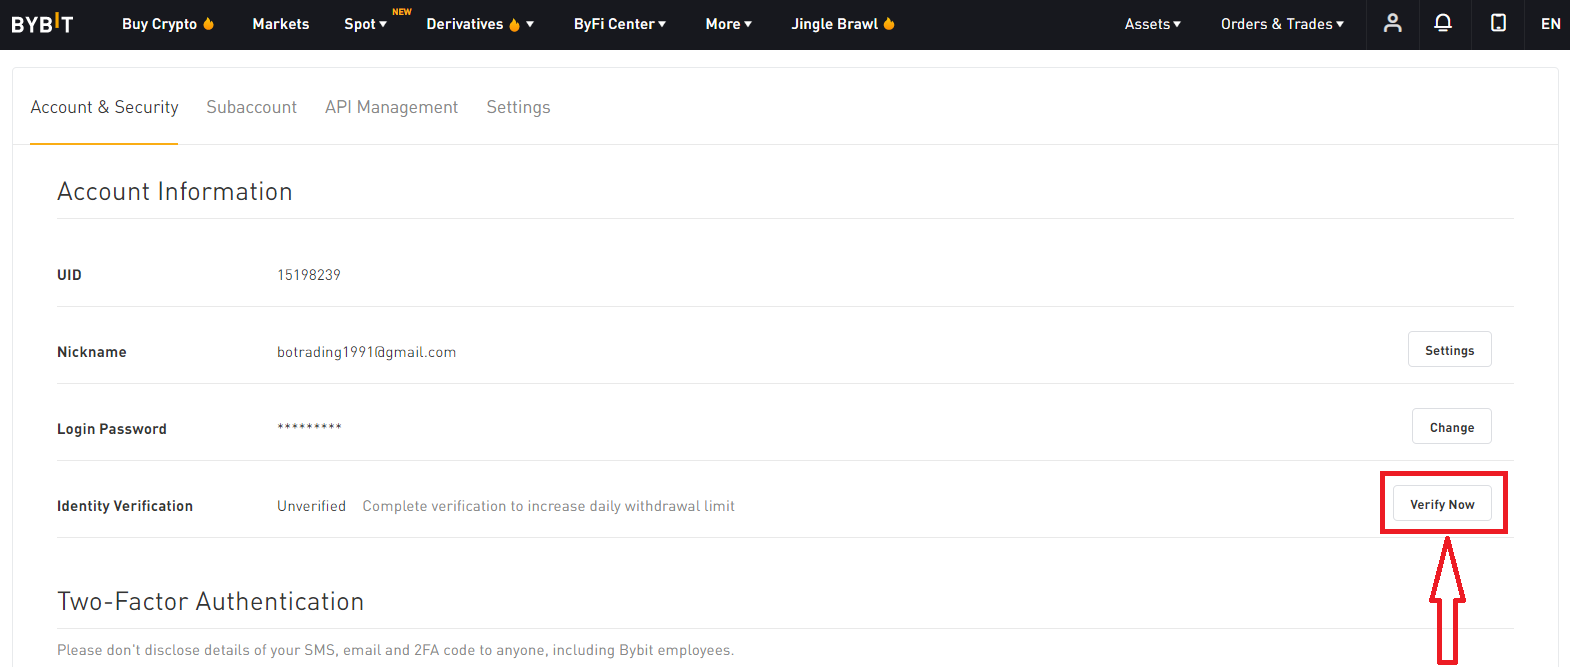 BYBIT Buy Crypto Markets Spot NEW Derivatives ByFi Center More Jingle Brawl Assets Orders & Trades EN
Account & Security Subaccount API Management Settings
Account Information
UID 15198239
Nickname botrading1991@gmail.com Settings
Login Password ********* Change
Identity Verification Unverified Complete verification to increase daily withdrawal limit Verify Now
Two-Factor Authentication
Please don't disclose details of your SMS, email and 2FA code to anyone, including Bybit employees.